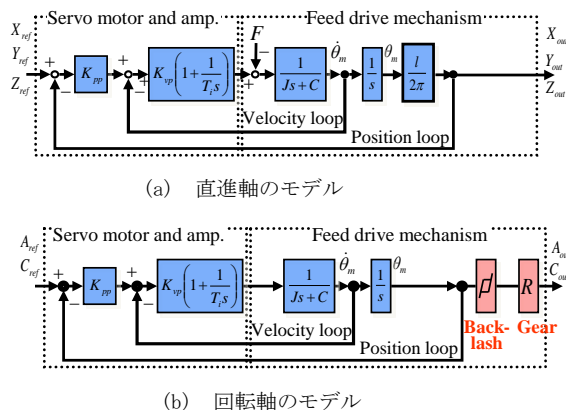 X_ref
Y_ref
Z_ref
Servo motor and amp.
Feed drive mechanism
X_out
Y_out
Z_out
+
−
K_pp
+
−
+
K_vp(1+1/(T_i s))
F
−
+
1/(Js+C)
θ̇_m
1/s
θ_m
l/2π
Velocity loop
Position loop
(a) 直進軸のモデル
A_ref
C_ref
Servo motor and amp.
Feed drive mechanism
A_ou
C_ou
+
−
K_pp
+
−
K_vp(1+1/(T_i s))
1/(Js+C)
θ̇_m
1/s
θ_m
R
Velocity loop
Position loop
Back-
lash
Gear
(b) 回転軸のモデル